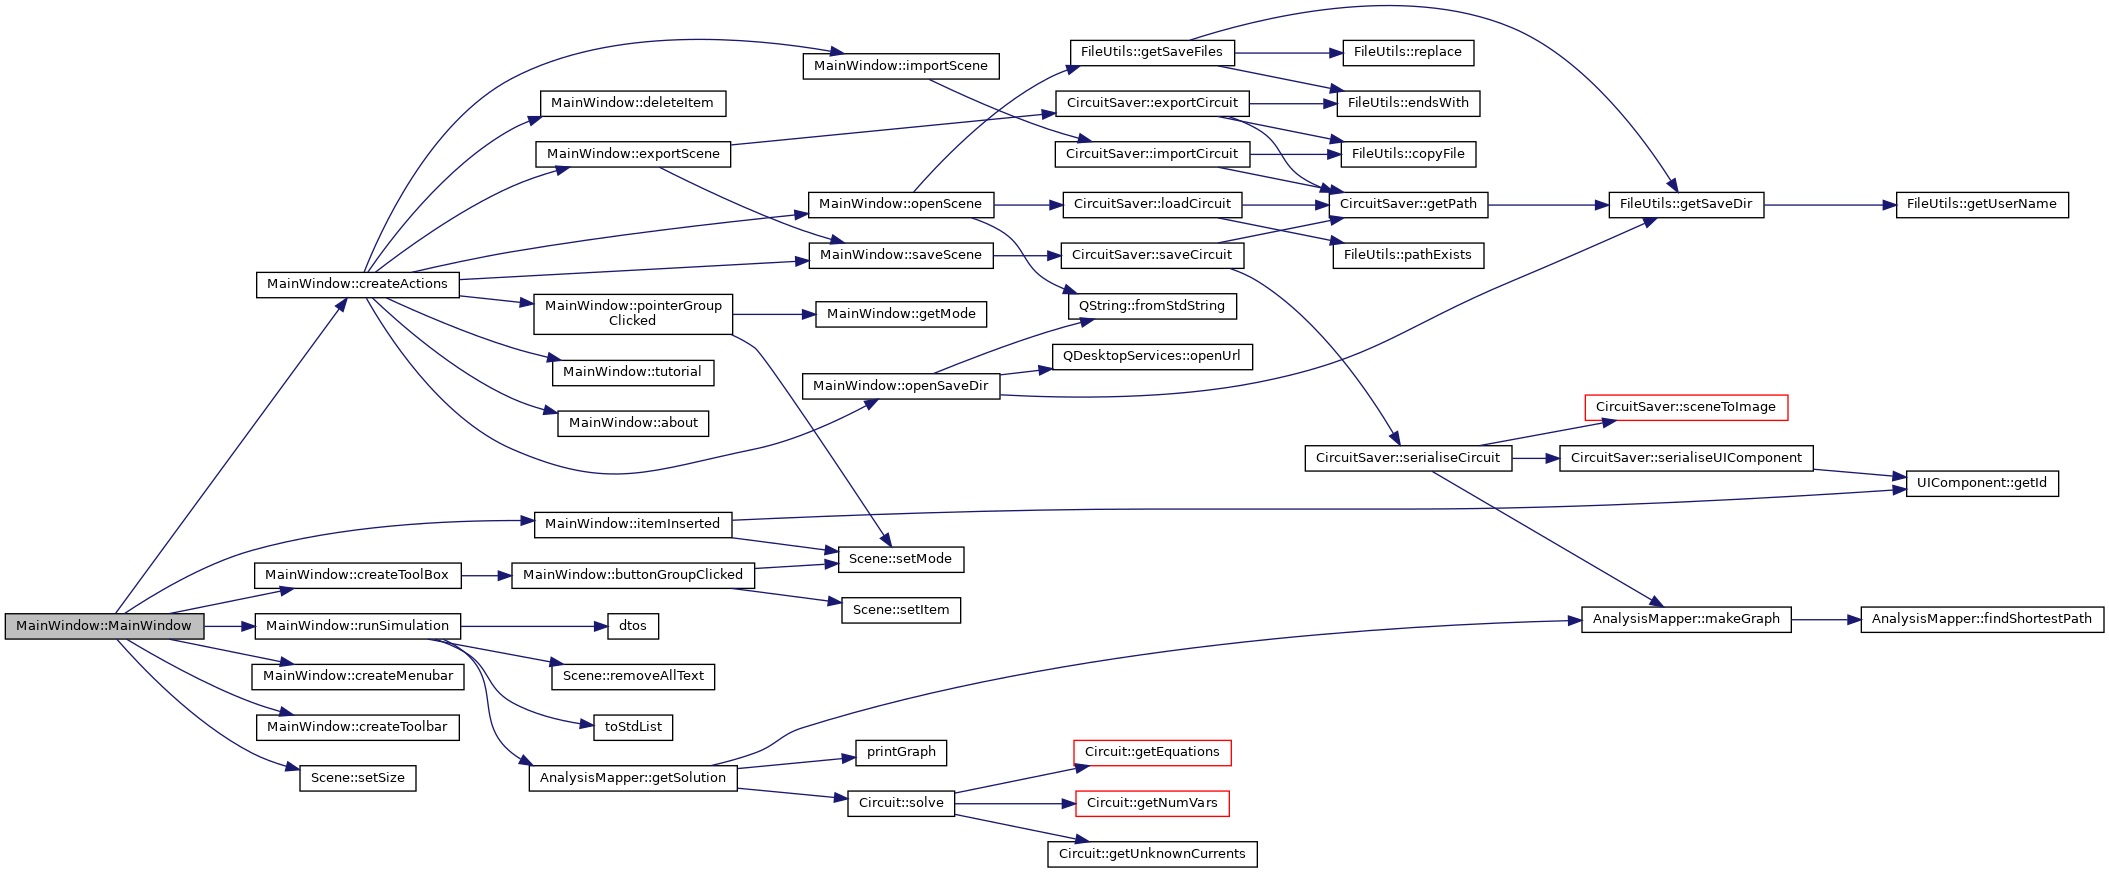 MainWindow::MainWindow
MainWindow::createActions
MainWindow::importScene
MainWindow::deleteItem
MainWindow::exportScene
MainWindow::openScene
MainWindow::saveScene
MainWindow::pointerGroup
Clicked
MainWindow::getMode
MainWindow::tutorial
MainWindow::about
MainWindow::openSaveDir
FileUtils::getSaveFiles
CircuitSaver::exportCircuit
CircuitSaver::importCircuit
CircuitSaver::loadCircuit
CircuitSaver::saveCircuit
QString::fromStdString
QDesktopServices::openUrl
FileUtils::replace
FileUtils::endsWith
FileUtils::copyFile
CircuitSaver::getPath
FileUtils::pathExists
FileUtils::getSaveDir
FileUtils::getUserName
CircuitSaver::serialiseCircuit
CircuitSaver::sceneToImage
CircuitSaver::serialiseUIComponent
UIComponent::getId
AnalysisMapper::makeGraph
AnalysisMapper::findShortestPath
MainWindow::itemInserted
MainWindow::createToolBox
MainWindow::buttonGroupClicked
Scene::setMode
Scene::setItem
MainWindow::runSimulation
dtos
Scene::removeAllText
toStdList
AnalysisMapper::getSolution
printGraph
Circuit::solve
Circuit::getEquations
Circuit::getNumVars
Circuit::getUnknownCurrents
MainWindow::createMenubar
MainWindow::createToolbar
Scene::setSize